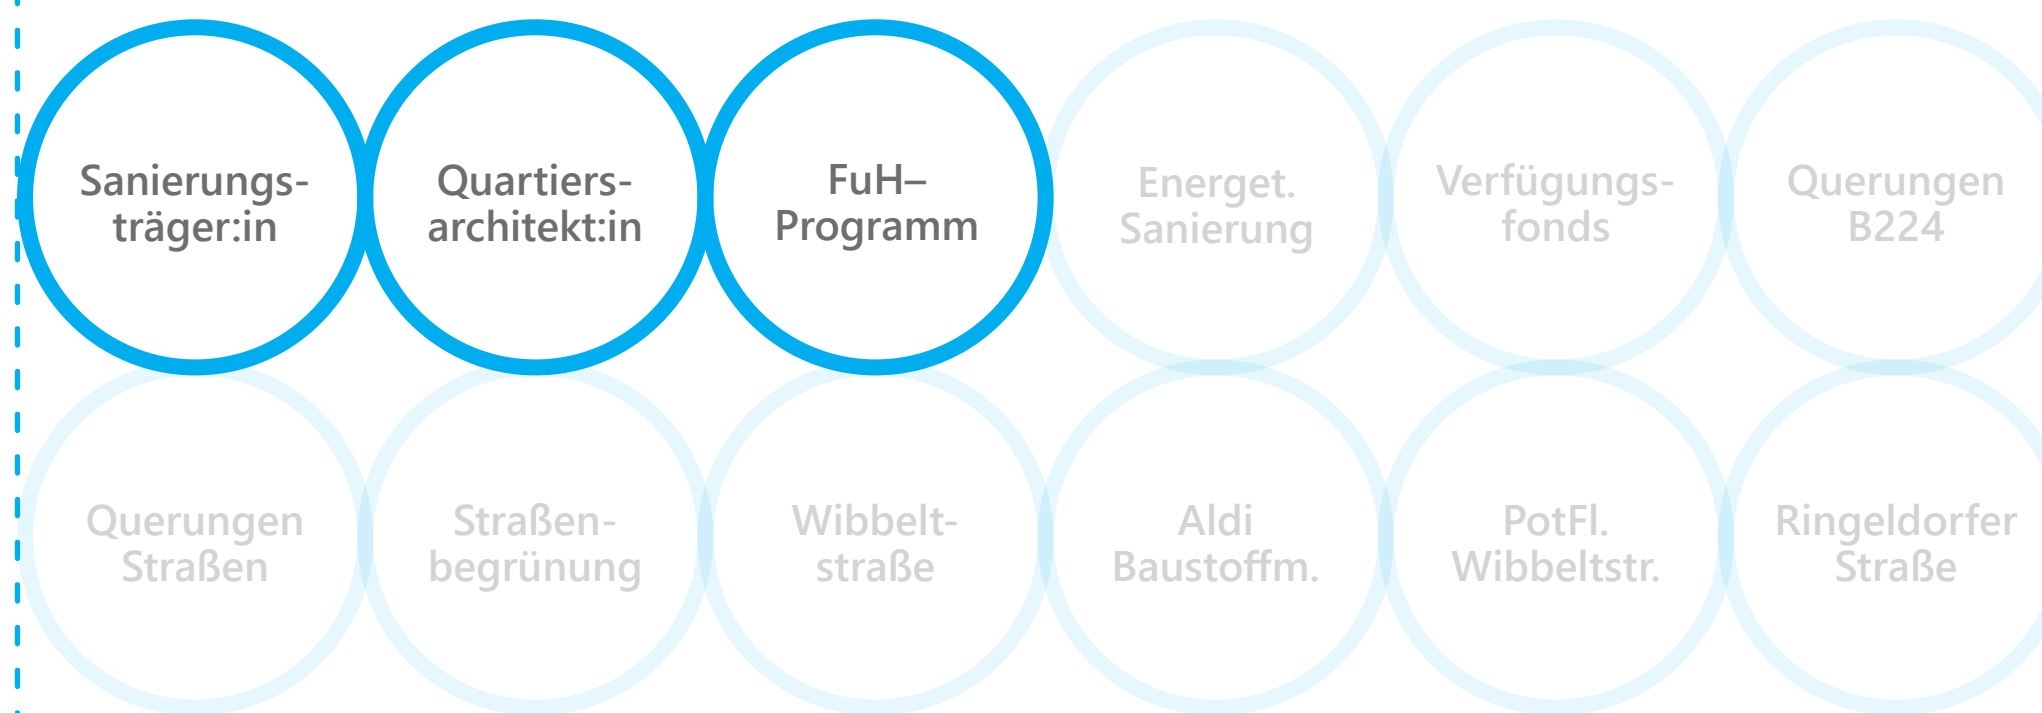 Sanierungs-
träger:in
Quartiers-
architekt:in
FuH–
Programm
Energet.
Sanierung
Verfügungs-
fonds
Querungen
B224
Querungen
Straßen
Straßen-
begrünung
Wibbelt-
straße
Aldi
Baustoffm.
PotFl.
Wibbeltstr.
Ringeldorfer
Straße